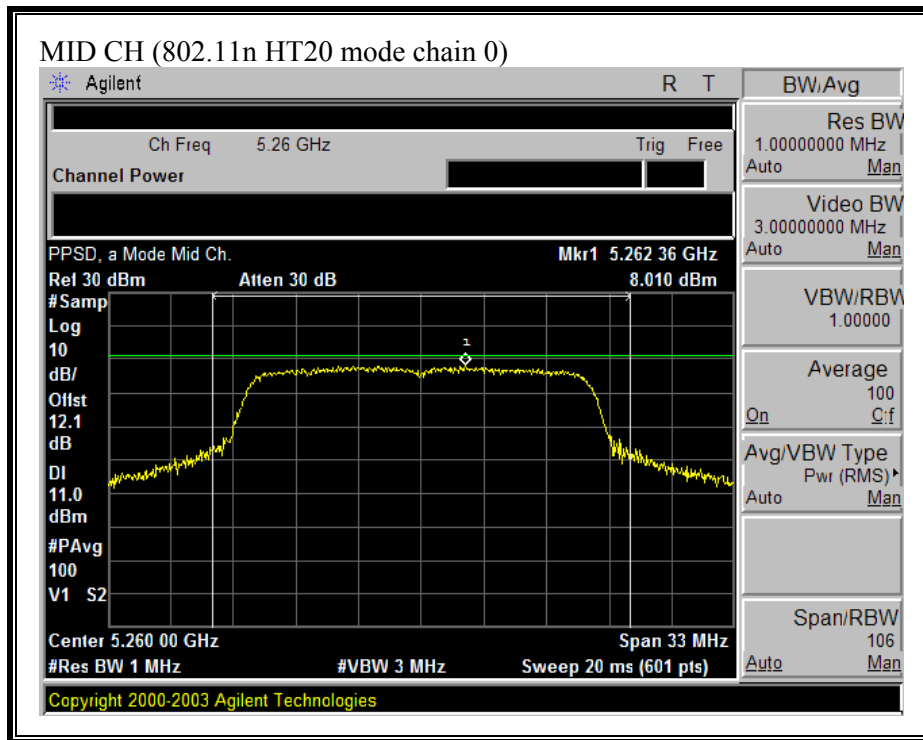 MID CH (802.11n HT20 mode chain 0)
Agilent R T
Ch Freq 5.26 GHz Trig Free
Channel Power
PPSD, a Mode Mid Ch. Mkr1 5.262 36 GHz
Ref 30 dBm Atten 30 dB 8.010 dBm
#Samp
Log
10
dB/
Offst
12.1
dB
DI
11.0
dBm
#PAvg
100
V1 S2
1
Center 5.260 00 GHz Span 33 MHz
#Res BW 1 MHz #VBW 3 MHz Sweep 20 ms (601 pts)
Copyright 2000-2003 Agilent Technologies
BW/Avg
Res BW
1.00000000 MHz
Auto Man
Video BW
3.00000000 MHz
Auto Man
VBW/RBW
1.00000
Average
100
On
Avg/VBW Type
Pwr (RMS)
Auto Man
Span/RBW
106
Auto Man